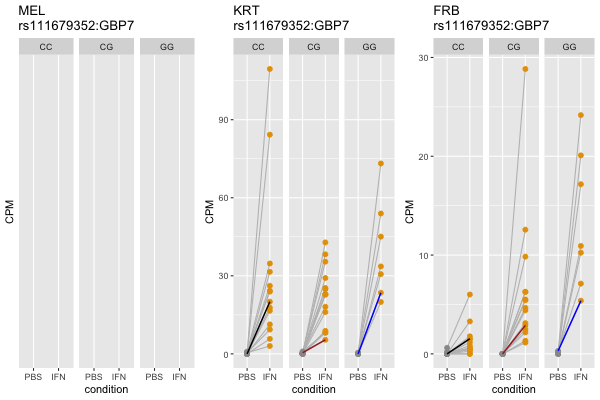 MEL
rs111679352:GBP7
CC CG GG
CPM
PBS IFN PBS IFN PBS IFN
condition
KRT
rs111679352:GBP7
CC CG GG
90
60
30
0
CPM
PBS IFN PBS IFN PBS IFN
condition
FRB
rs111679352:GBP7
CC CG GG
30
20
10
0
CPM
PBS IFN PBS IFN PBS IFN
condition